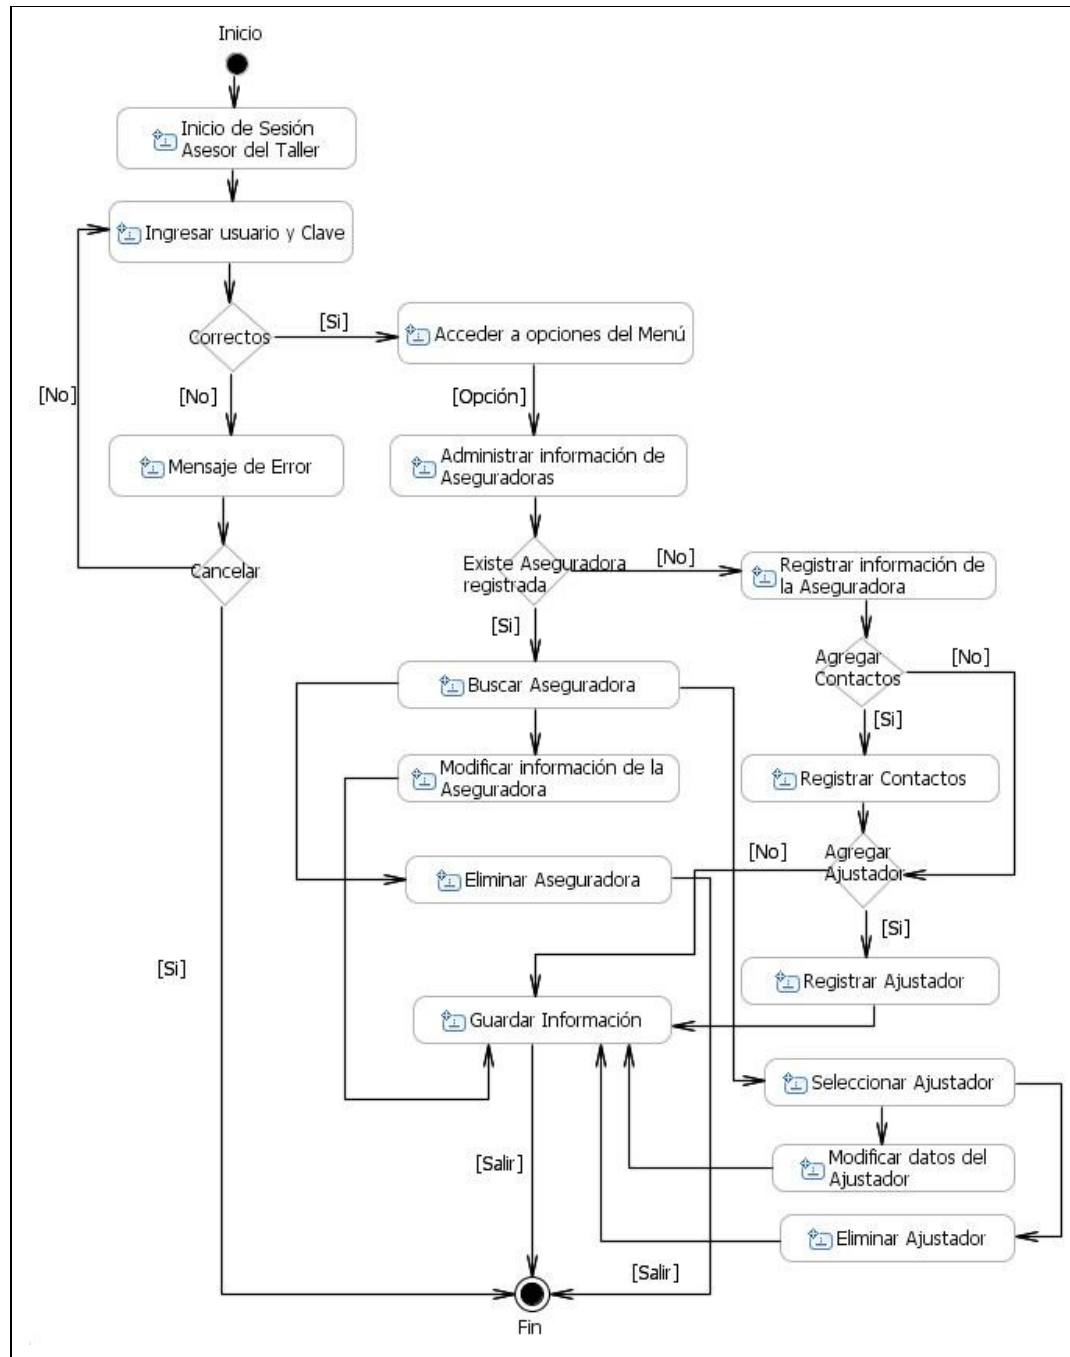 Inicio
Inicio de Sesión
Asesor del Taller
Ingresar usuario y Clave
Correctos
[Si]
Acceder a opciones del Menú
[No]
[No]
[Opción]
Mensaje de Error
Administrar información de
Aseguradoras
Cancelar
Existe Aseguradora
registrada
[No]
Registrar información de
la Aseguradora
[Si]
Agregar
Contactos
[No]
Buscar Aseguradora
[Si]
Modificar información de la
Aseguradora
Registrar Contactos
[No]
Agregar
Ajustador
Eliminar Aseguradora
[Si]
[Si]
Registrar Ajustador
Guardar Información
Seleccionar Ajustador
[Salir]
Modificar datos del
Ajustador
Eliminar Ajustador
[Salir]
Fin